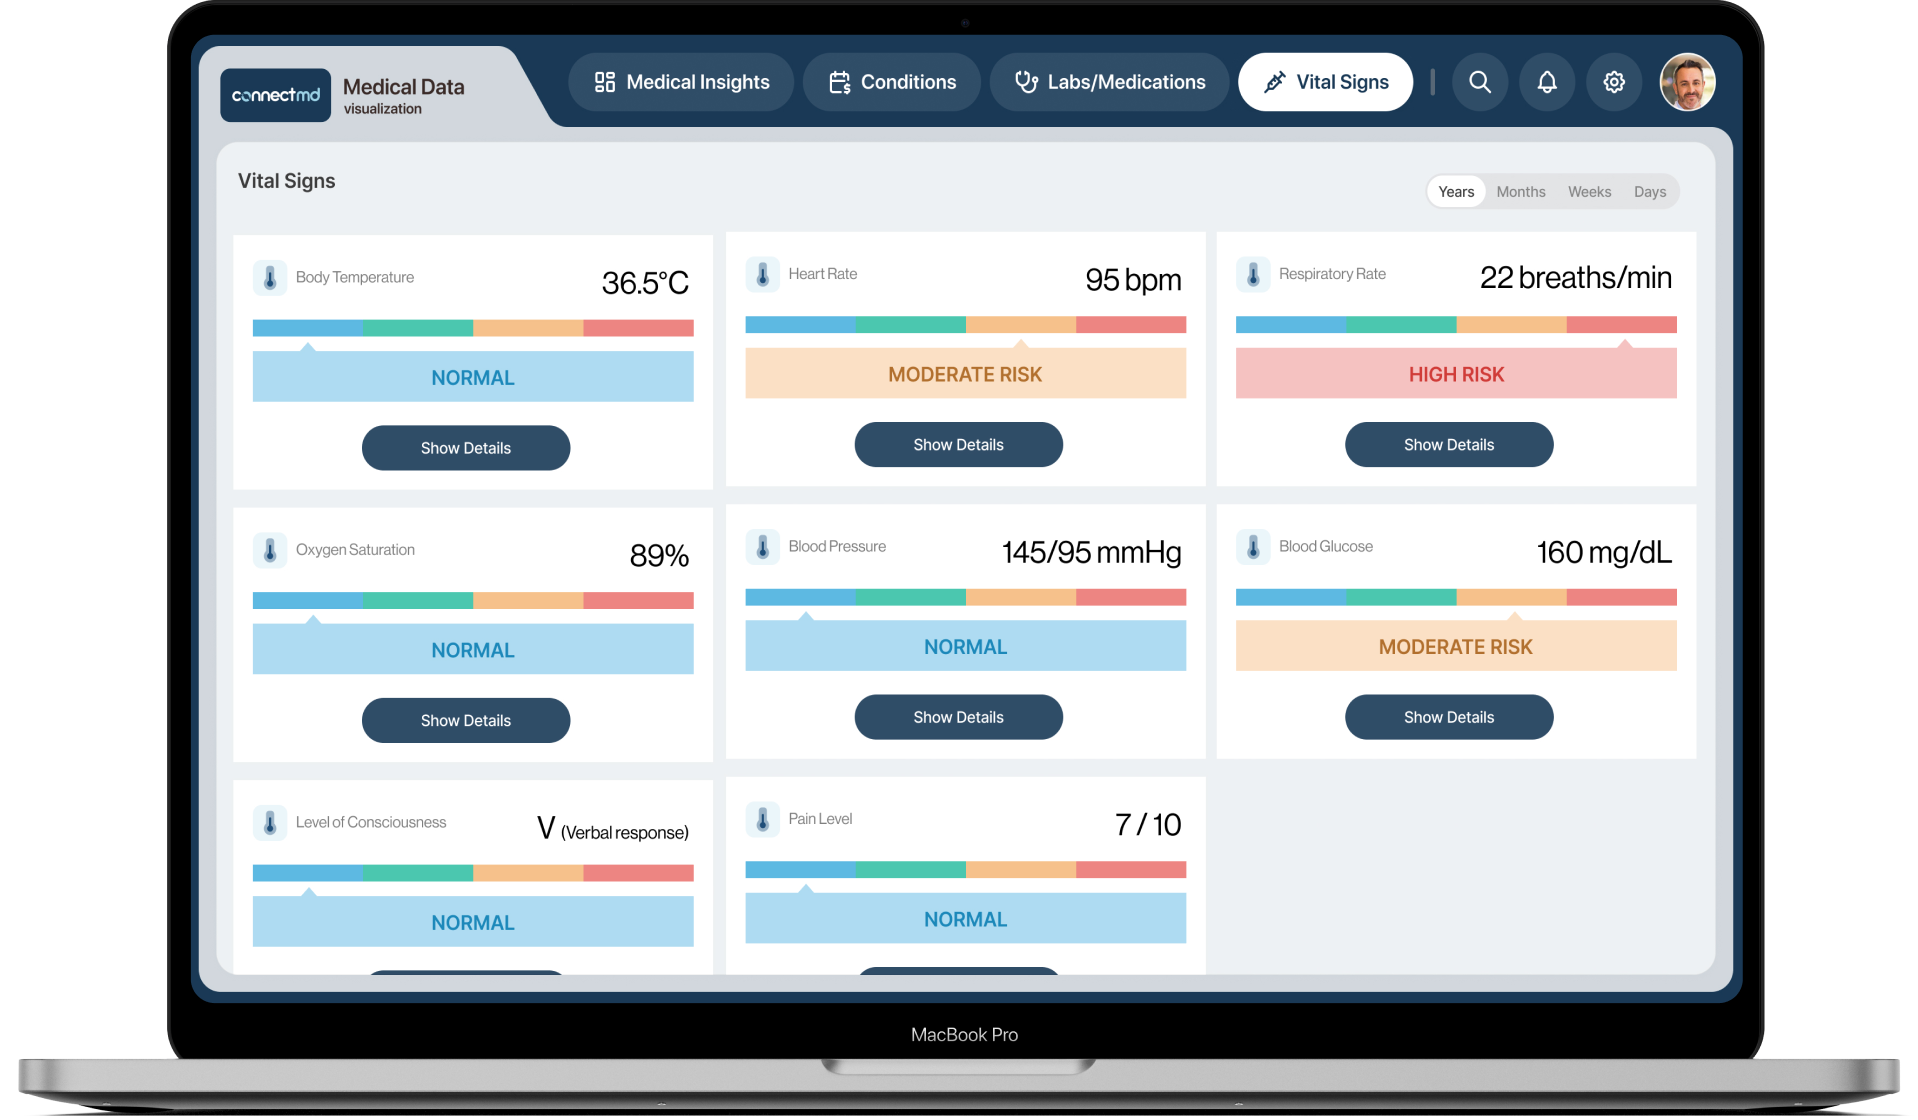 connectmd
Medical Data
visualization
Medical Insights
Conditions
Labs/Medications
Vital Signs
Vital Signs
Years Months Weeks Days
Body Temperature 36.5°C
NORMAL
Show Details
Heart Rate 95 bpm
MODERATE RISK
Show Details
Respiratory Rate 22 breaths/min
HIGH RISK
Show Details
Oxygen Saturation 89%
NORMAL
Show Details
Blood Pressure 145/95 mmHg
NORMAL
Show Details
Blood Glucose 160 mg/dL
MODERATE RISK
Show Details
Level of Consciousness V (Verbal response)
NORMAL
Pain Level 7 / 10
NORMAL
MacBook Pro